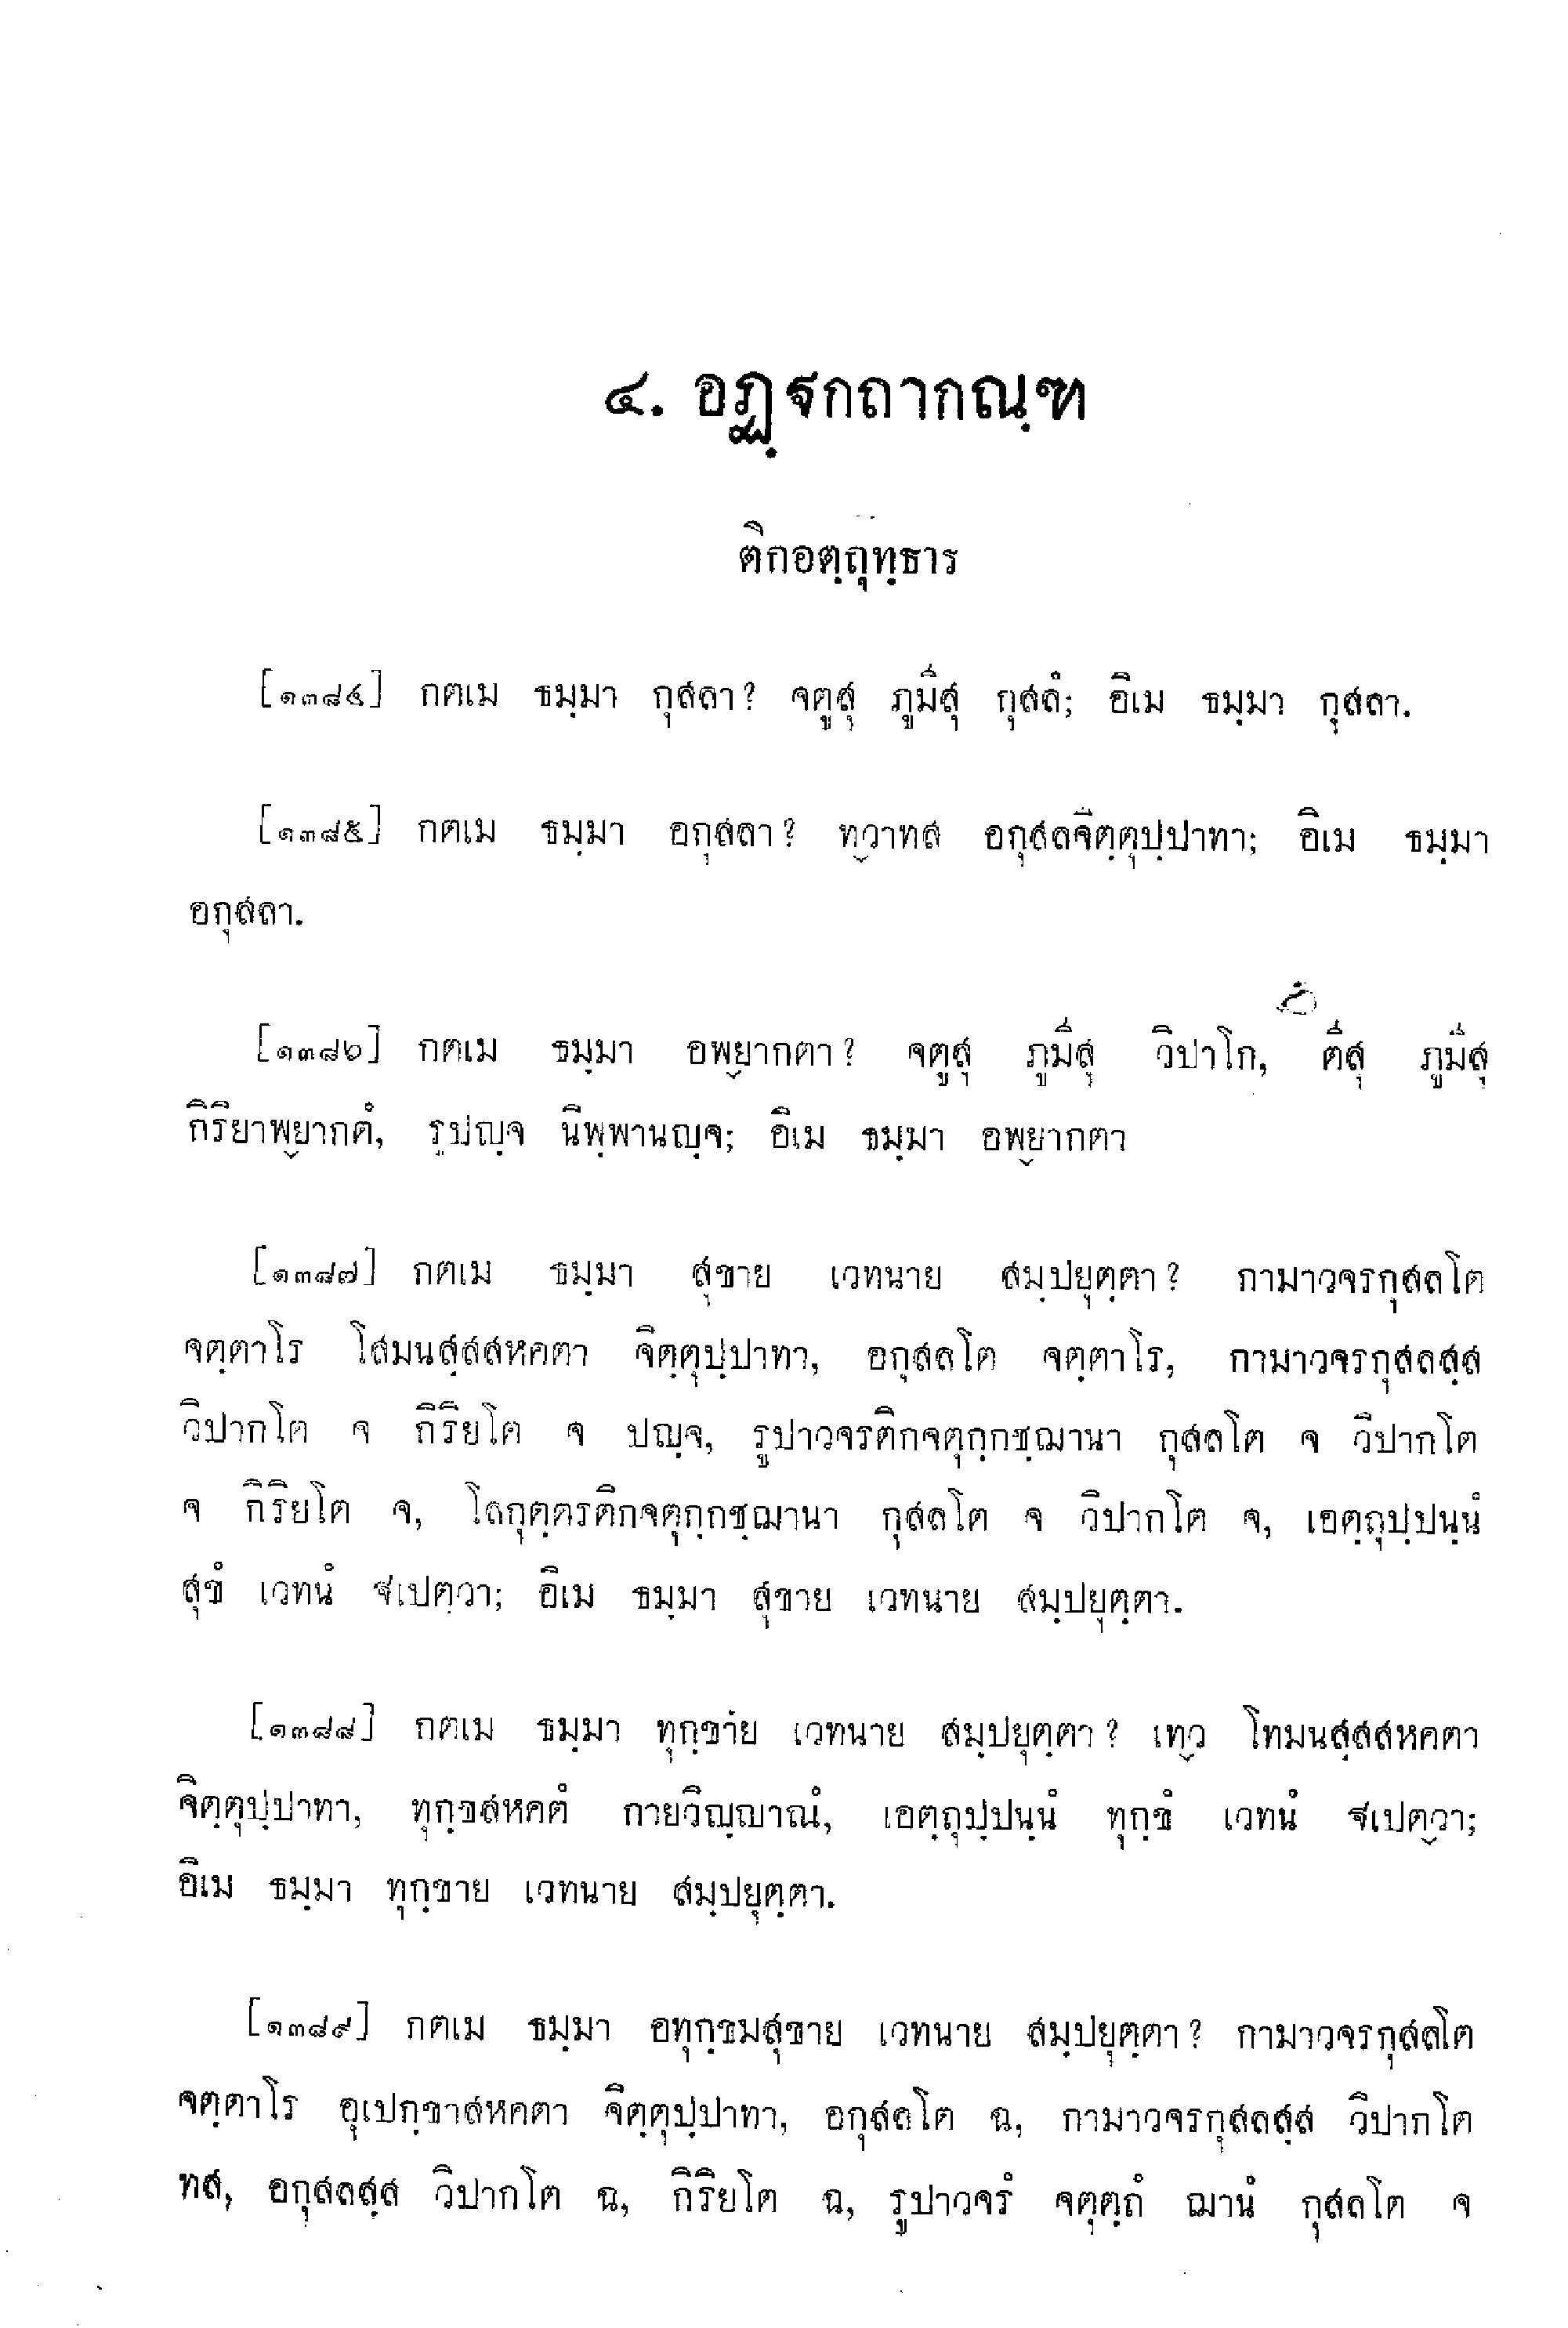 ๔. อฏฺฐกถากณฺฑ
ติกอตฺถุทฺธาร
[๑๓๘๔] กตเม ธมฺมา กุสลา? จตูสุ ภูมีสุ กุสลํ; อิเม ธมฺมา กุสลา.
[๑๓๘๕] กตเม ธมฺมา อกุสลา? ทฺวาทส อกุสลจิตฺตุปฺปาทา; อิเม ธมฺมา
อกุสลา.
[๑๓๘๖] กตเม ธมฺมา อพฺยากตา? จตูสุ ภูมีสุ วิปาโก, ตีสุ ภูมีสุ
กิริยาพฺยากตํ, รูปญฺจ นิพฺพานญฺจ; อิเม ธมฺมา อพฺยากตา
[๑๓๘๗] กตเม ธมฺมา สุขาย เวทนาย สมฺปยุตฺตา? กามาวจรกุสลโต
จตฺตาโร โสมนสฺสสหคตา จิตฺตุปฺปาทา, อกุสลโต จตฺตาโร, กามาวจรกุสลสฺส
วิปากโต จ กิริยโต จ ปญฺจ, รูปาวจรติกจตุกฺกชฺฌานา กุสลโต จ วิปากโต
จ กิริยโต จ, โลกุตฺตรติกจตุกฺกชฺฌานา กุสลโต จ วิปากโต จ, เอตฺถุปฺปนฺนํ
สุขํ เวทนํ ฐเปตฺวา; อิเม ธมฺมา สุขาย เวทนาย สมฺปยุตฺตา.
[๑๓๘๘] กตเม ธมฺมา ทุกฺขาย เวทนาย สมฺปยุตฺตา? เทฺว โทมนสฺสสหคตา
จิตฺตุปฺปาทา, ทุกฺขสหคตํ กายวิญฺญาณํ, เอตฺถุปฺปนฺนํ ทุกฺขํ เวทนํ ฐเปตฺวา;
อิเม ธมฺมา ทุกฺขาย เวทนาย สมฺปยุตฺตา.
[๑๓๘๙] กตเม ธมฺมา อทุกฺขมสุขาย เวทนาย สมฺปยุตฺตา? กามาวจรกุสลโต
จตฺตาโร อุเปกฺขาสหคตา จิตฺตุปฺปาทา, อกุสลโต ฉ, กามาวจรกุสลสฺส วิปากโต
ทส, อกุสลสฺส วิปากโต ฉ, กิริยโต ฉ, รูปาวจรํ จตุตฺถํ ฌานํ กุสลโต จ